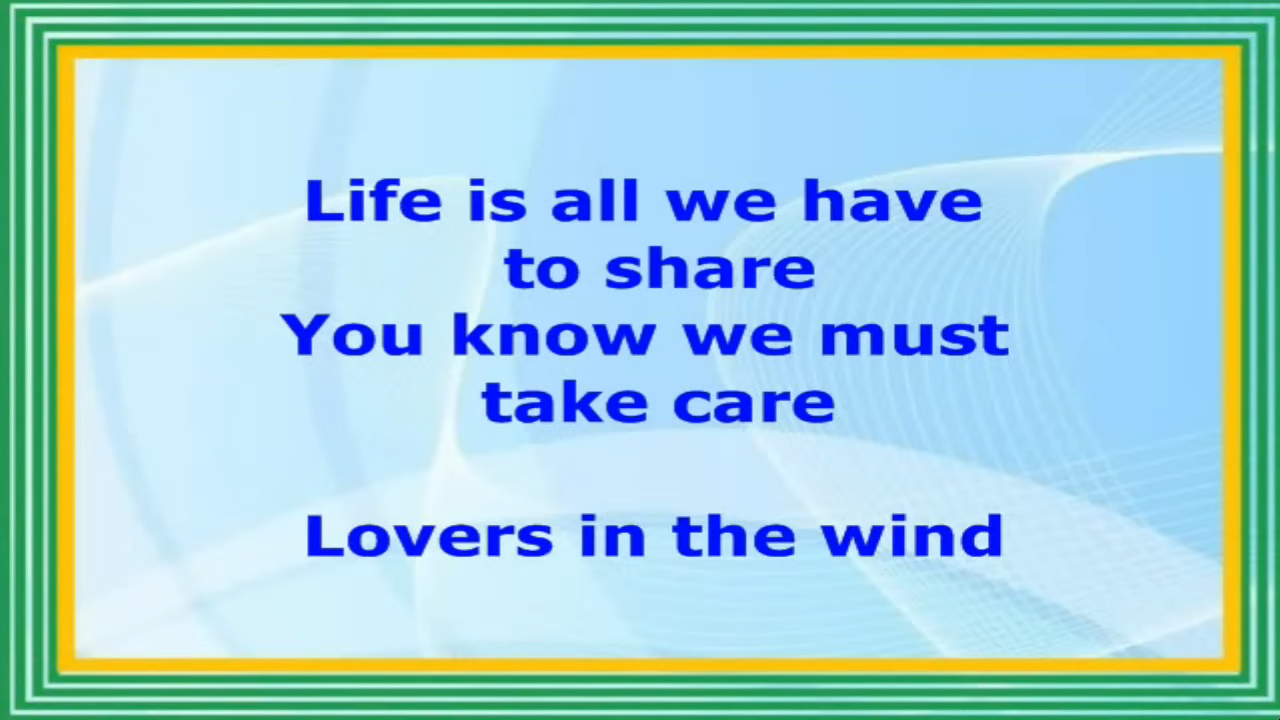 Life is all we have
to share
You know we must
take care
Lovers in the wind